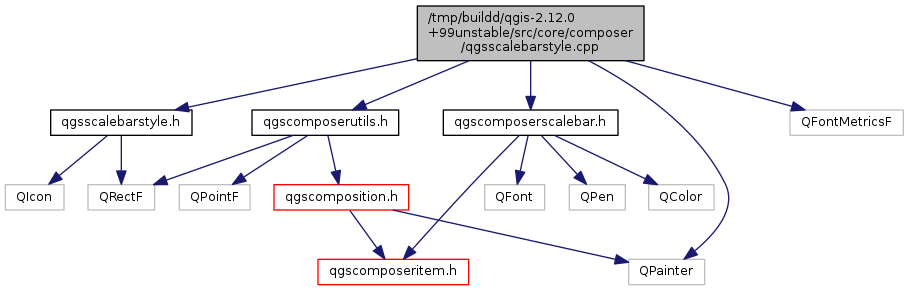 /tmp/buildd/qgis-2.12.0
+99unstable/src/core/composer
/qgsscalebarstyle.cpp
qgsscalebarstyle.h
qgscomposerutils.h
qgscomposerscalebar.h
QFontMetricsF
QIcon
QRectF
QPointF
qgscomposition.h
QFont
QPen
QColor
qgscomposeritem.h
QPainter